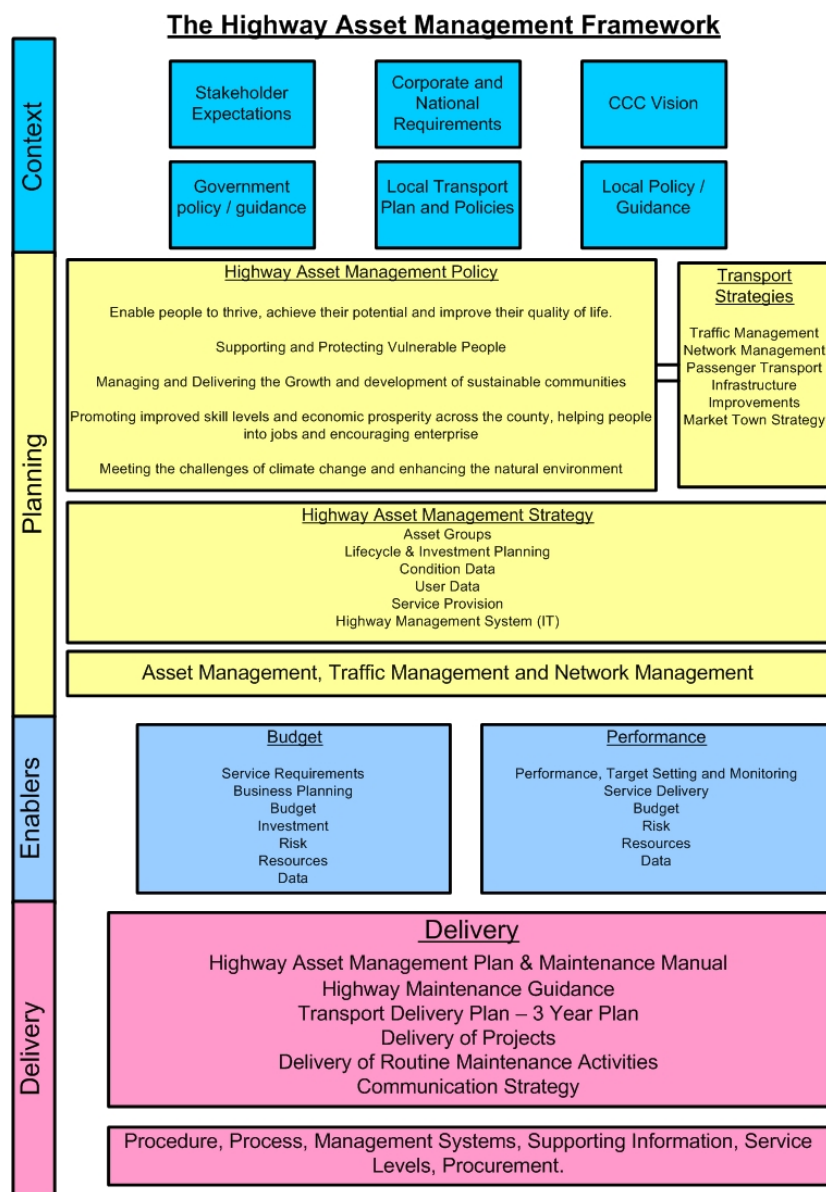 The Highway Asset Management Framework
Context
Stakeholder
Expectations
Corporate and
National
Requirements
CCC Vision
Government
policy / guidance
Local Transport
Plan and Policies
Local Policy /
Guidance
Planning
Highway Asset Management Policy
Enable people to thrive, achieve their potential and improve their quality of life.
Supporting and Protecting Vulnerable People
Managing and Delivering the Growth and development of sustainable communities
Promoting improved skill levels and economic prosperity across the county, helping people
into jobs and encouraging enterprise
Meeting the challenges of climate change and enhancing the natural environment
Transport
Strategies
Traffic Management
Network Management
Passenger Transport
Infrastructure
Improvements
Market Town Strategy
Highway Asset Management Strategy
Asset Groups
Lifecycle & Investment Planning
Condition Data
User Data
Service Provision
Highway Management System (IT)
Asset Management, Traffic Management and Network Management
Enablers
Budget
Service Requirements
Business Planning
Budget
Investment
Risk
Resources
Data
Performance
Performance, Target Setting and Monitoring
Service Delivery
Budget
Risk
Resources
Data
Delivery
Delivery
Highway Asset Management Plan & Maintenance Manual
Highway Maintenance Guidance
Transport Delivery Plan – 3 Year Plan
Delivery of Projects
Delivery of Routine Maintenance Activities
Communication Strategy
Procedure, Process, Management Systems, Supporting Information, Service
Levels, Procurement.